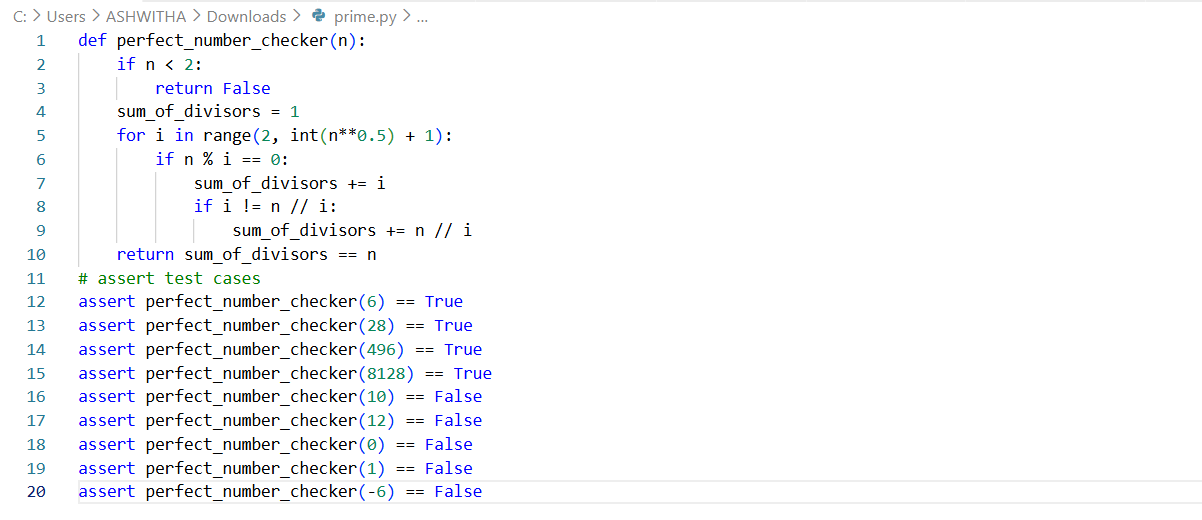 C: > Users > ASHWITHA > Downloads > prime.py > ...
1 def perfect_number_checker(n):
2     if n < 2:
3         return False
4     sum_of_divisors = 1
5     for i in range(2, int(n**0.5) + 1):
6         if n % i == 0:
7             sum_of_divisors += i
8             if i != n // i:
9                 sum_of_divisors += n // i
10     return sum_of_divisors == n
11 # assert test cases
12 assert perfect_number_checker(6) == True
13 assert perfect_number_checker(28) == True
14 assert perfect_number_checker(496) == True
15 assert perfect_number_checker(8128) == True
16 assert perfect_number_checker(10) == False
17 assert perfect_number_checker(12) == False
18 assert perfect_number_checker(0) == False
19 assert perfect_number_checker(1) == False
20 assert perfect_number_checker(-6) == False